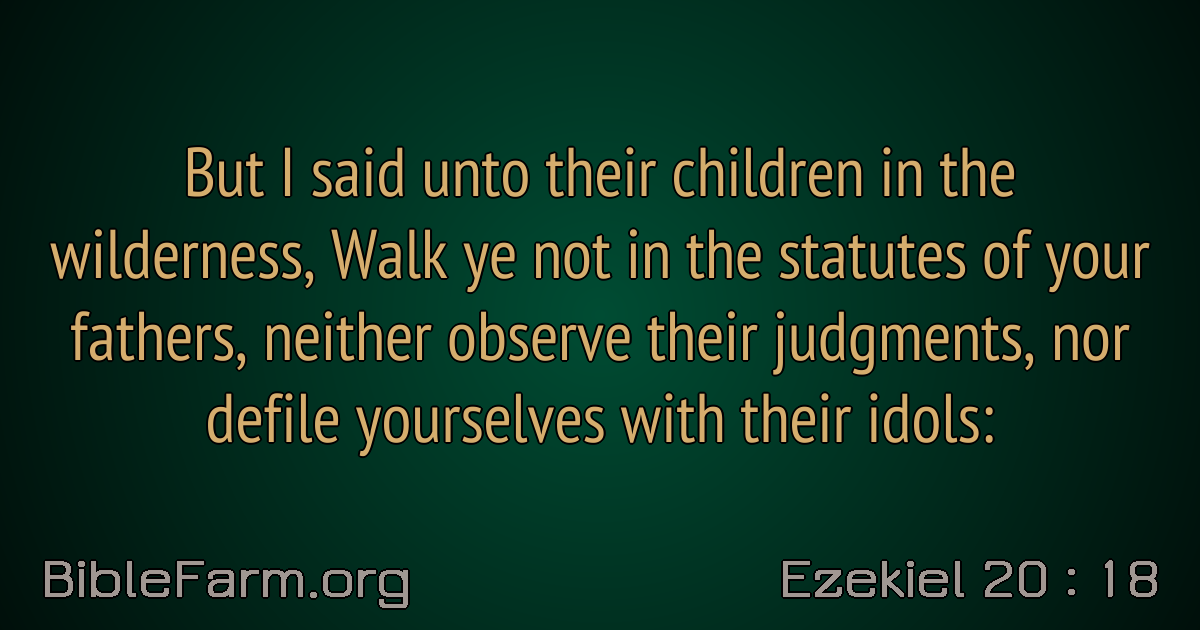 But I said unto their children in the
wilderness, Walk ye not in the statutes of your
fathers, neither observe their judgments, nor
defile yourselves with their idols:
BibleFarm.org
Ezekiel 20 : 18